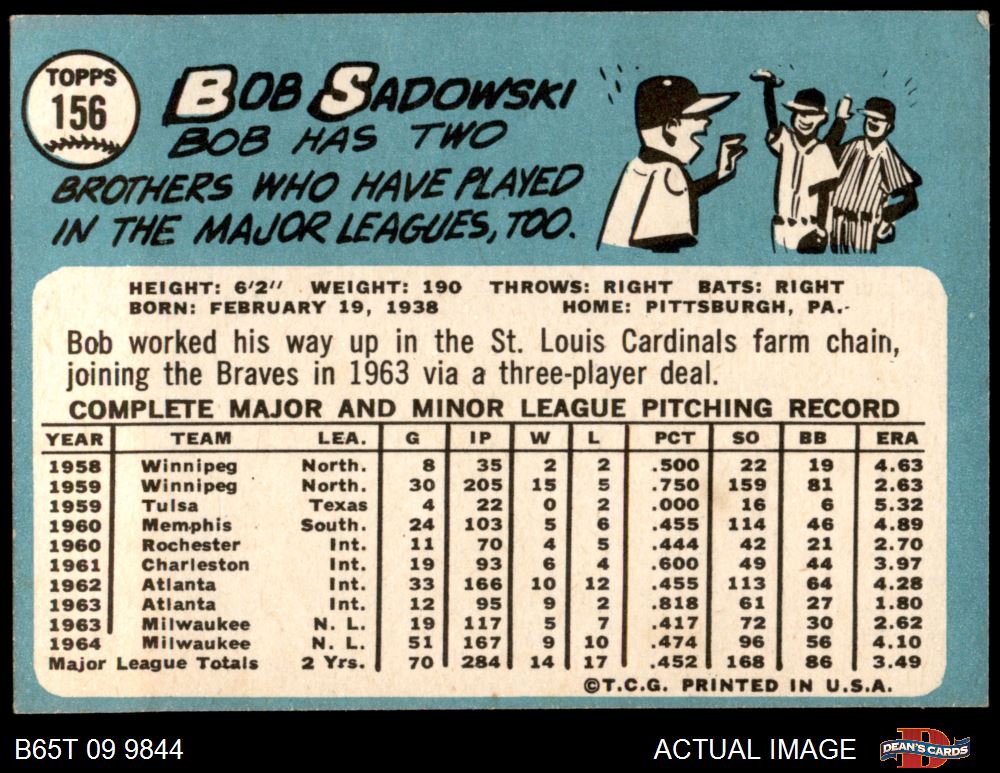 TOPPS
156
BOB SADOWSKI
BOB HAS TWO
BROTHERS WHO HAVE PLAYED
IN THE MAJOR LEAGUES, TOO.
HEIGHT: 6'2" WEIGHT: 190 THROWS: RIGHT BATS: RIGHT
BORN: FEBRUARY 19, 1938 HOME: PITTSBURGH, PA.
Bob worked his way up in the St. Louis Cardinals farm chain,
joining the Braves in 1963 via a three-player deal.
COMPLETE MAJOR AND MINOR LEAGUE PITCHING RECORD
YEAR TEAM LEA. G IP W L PCT SO BB ERA
1958 Winnipeg North. 8 35 2 2 .500 22 19 4.63
1959 Winnipeg North. 30 205 15 5 .750 159 81 2.63
1959 Tulsa Texas 4 22 0 2 .000 16 6 5.32
1960 Memphis South. 24 103 5 6 .455 114 46 4.89
1960 Rochester Int. 11 70 4 5 .444 42 21 2.70
1961 Charleston Int. 19 93 6 4 .600 49 44 3.97
1962 Atlanta Int. 33 166 10 12 .455 113 64 4.28
1963 Atlanta Int. 12 95 9 2 .818 61 27 1.80
1963 Milwaukee N. L. 19 117 5 7 .417 72 30 2.62
1964 Milwaukee N. L. 51 167 9 10 .474 96 56 4.10
Major League Totals 2 Yrs. 70 284 14 17 .452 168 86 3.49
©T.C.G. PRINTED IN U.S.A.
B65T 09 9844 ACTUAL IMAGE DEAN'S CARDS